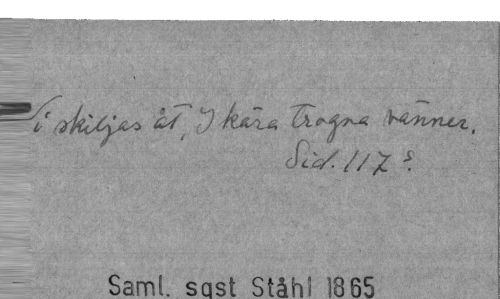 Vi skiljas åt, I kära trogna vänner.
Sid. 117 s.
Saml. sqst Ståhl 1865